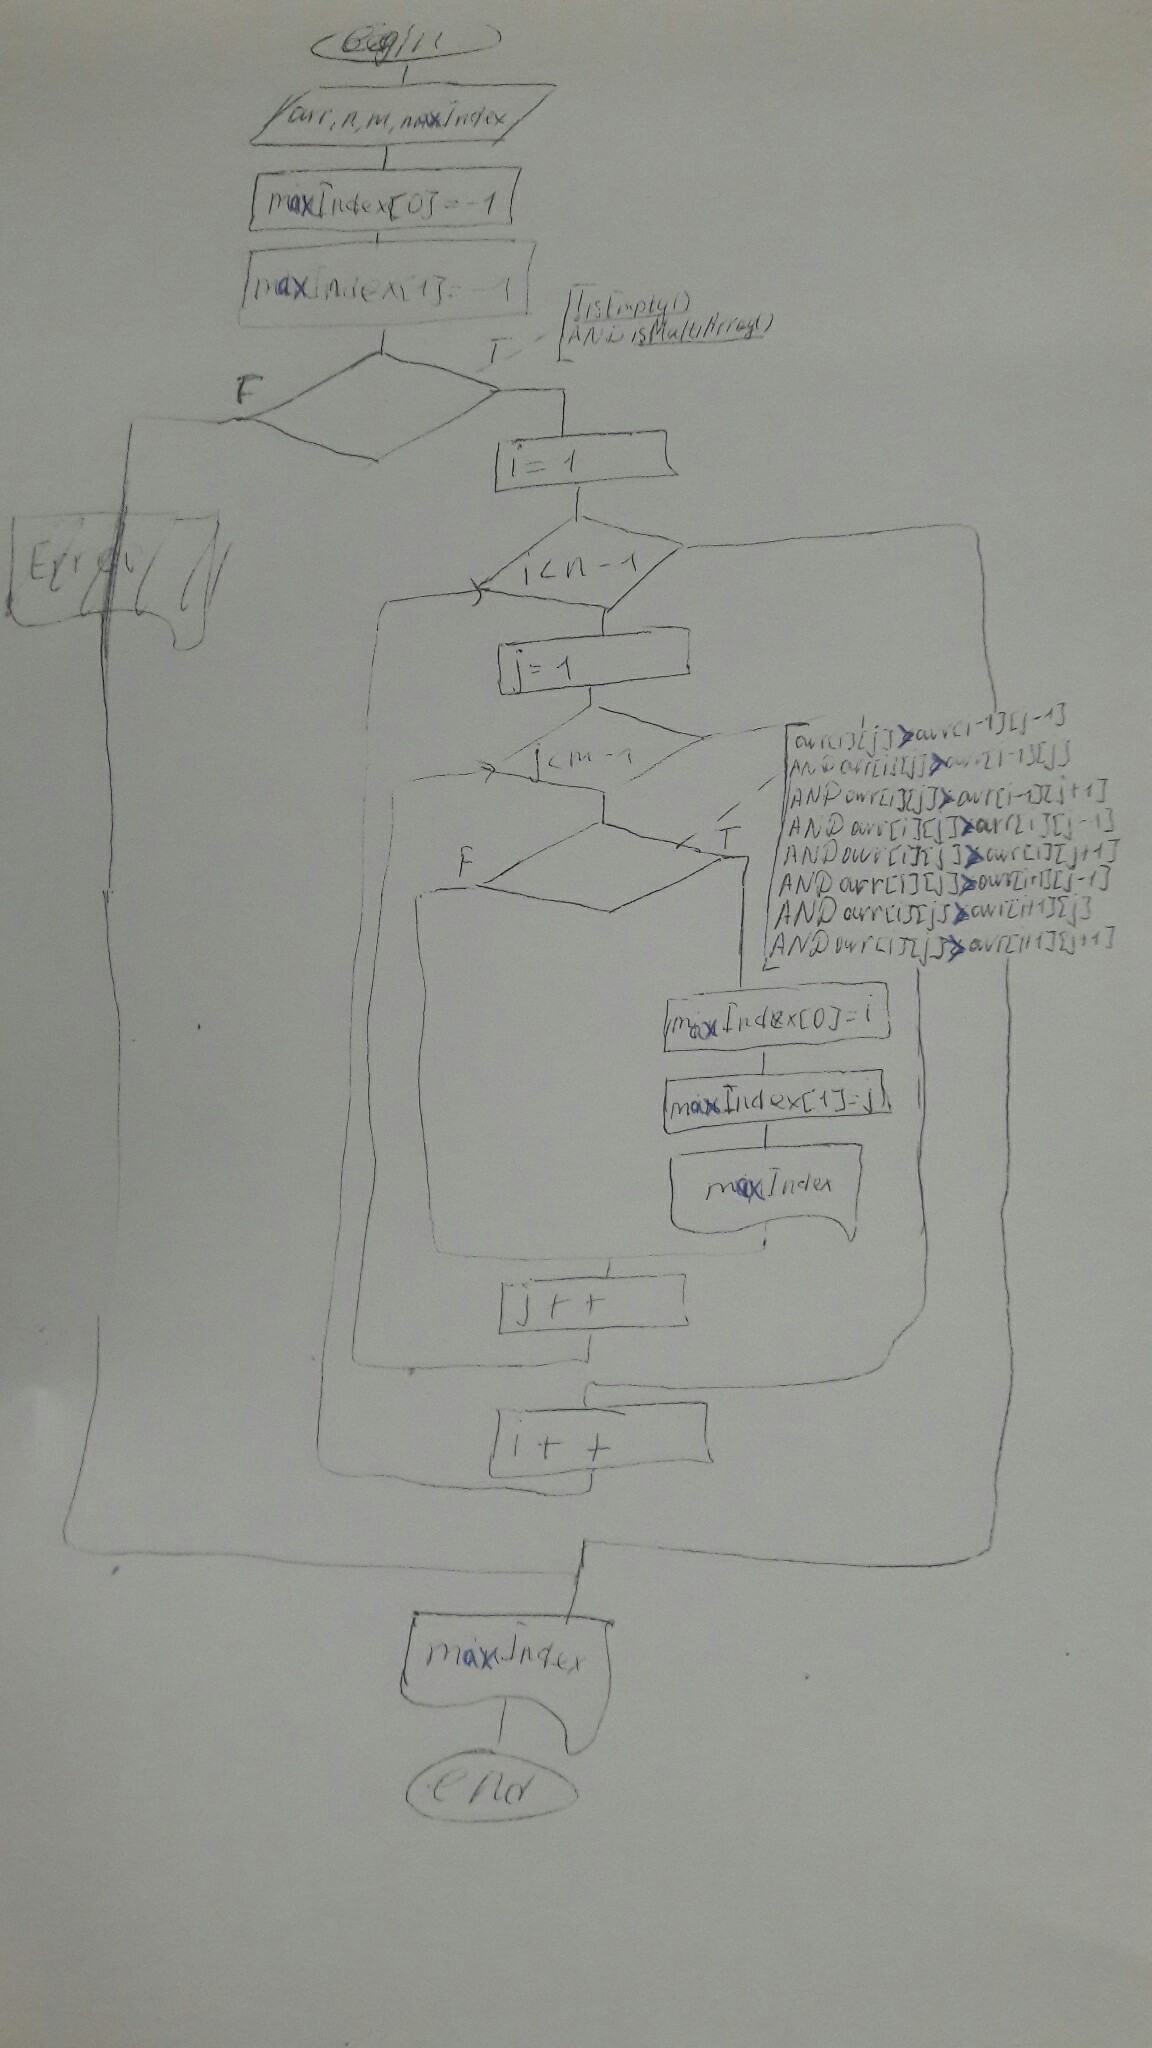 Begin
arr, n, m, maxIndex
maxIndex[0]=-1
maxIndex[1]=-1
!isEmpty()
AND isMultiArray()
T
F
i=1
Error
i<n-1
j=1
j<m-1
arr[i][j]>arr[i-1][j-1]
AND arr[i][j]>arr[i-1][j]
AND arr[i][j]>arr[i-1][j+1]
AND arr[i][j]>arr[i][j-1]
AND arr[i][j]>arr[i][j+1]
AND arr[i][j]>arr[i+1][j-1]
AND arr[i][j]>arr[i+1][j]
AND arr[i][j]>arr[i+1][j+1]
F
T
maxIndex[0]=i
maxIndex[1]=j
maxIndex
j++
i++
maxIndex
end